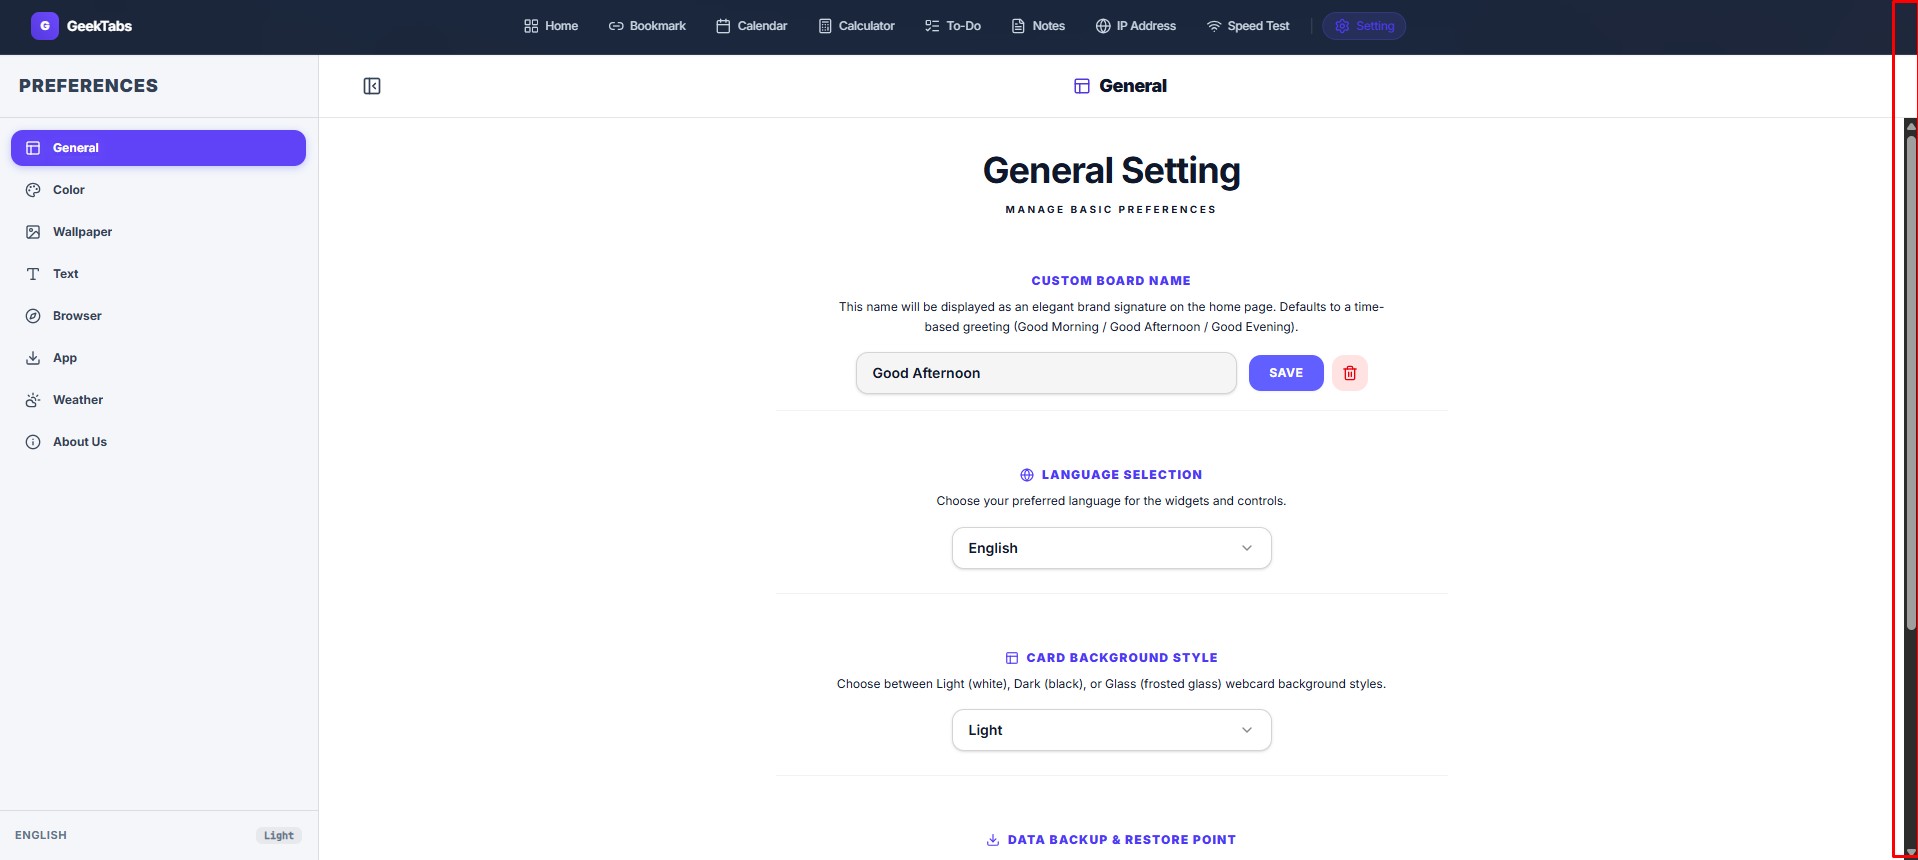 G GeekTabs
Home Bookmark Calendar Calculator To-Do Notes IP Address Speed Test Setting
PREFERENCES
General
Color
Wallpaper
Text
Browser
App
Weather
About Us
ENGLISH Light
General
General Setting
MANAGE BASIC PREFERENCES
CUSTOM BOARD NAME
This name will be displayed as an elegant brand signature on the home page. Defaults to a time-
based greeting (Good Morning / Good Afternoon / Good Evening).
Good Afternoon SAVE
LANGUAGE SELECTION
Choose your preferred language for the widgets and controls.
English
CARD BACKGROUND STYLE
Choose between Light (white), Dark (black), or Glass (frosted glass) webcard background styles.
Light
DATA BACKUP & RESTORE POINT